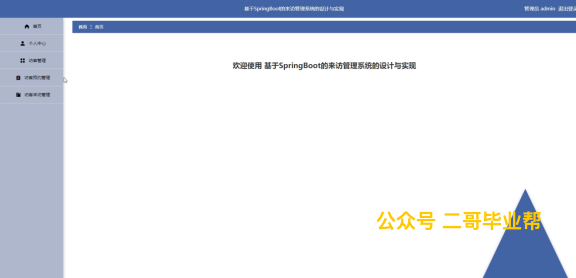 基于SpringBoot的来访管理系统的设计与实现
管理员 admin 退出登录
首页
首页
首页
个人中心
访客管理
访客预约管理
访客来访管理
欢迎使用 基于SpringBoot的来访管理系统的设计与实现
公众号 二哥毕业帮